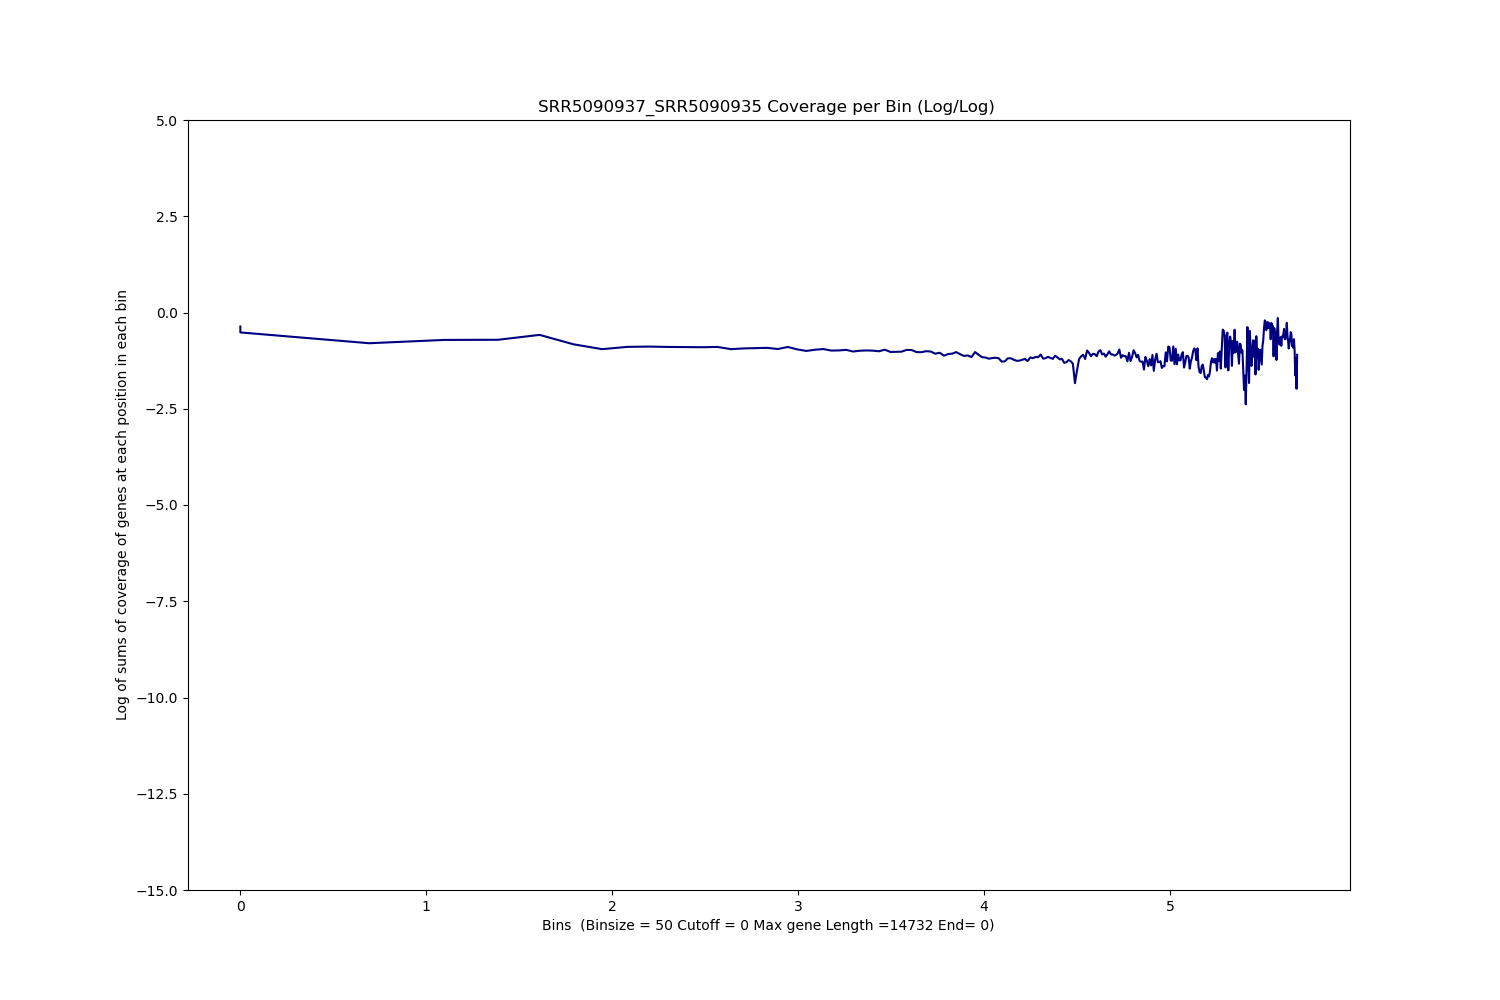 SRR5090937_SRR5090935 Coverage per Bin (Log/Log)
Log of sums of coverage of genes at each position in each bin
5.0
2.5
0.0
−2.5
−5.0
−7.5
−10.0
−12.5
−15.0
0 1 2 3 4 5
Bins  (Binsize = 50 Cutoff = 0 Max gene Length =14732 End= 0)